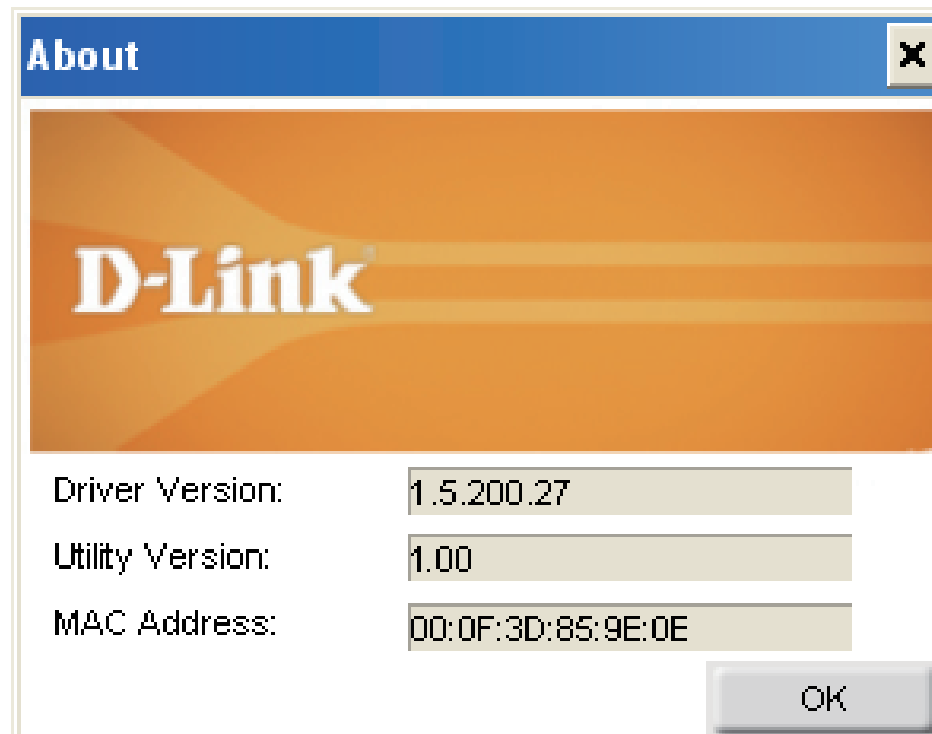 About
D-Link
Driver Version: 1.5.200.27
Utility Version: 1.00
MAC Address: 00:0F:3D:85:9E:0E
OK